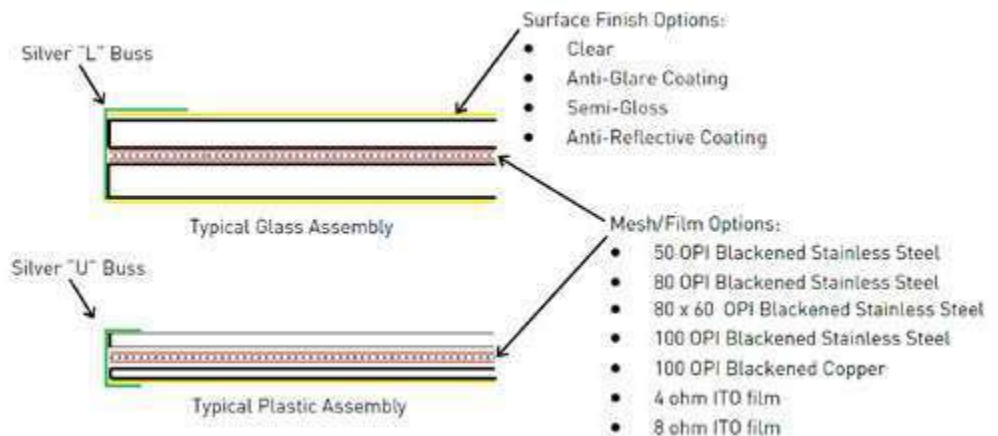 Silver "L" Buss
Surface Finish Options:
• Clear
• Anti-Glare Coating
• Semi-Gloss
• Anti-Reflective Coating
Typical Glass Assembly
Silver "U" Buss
Mesh/Film Options:
• 50 OPI Blackened Stainless Steel
• 80 OPI Blackened Stainless Steel
• 80 x 60 OPI Blackened Stainless Steel
• 100 OPI Blackened Stainless Steel
• 100 OPI Blackened Copper
• 4 ohm ITO film
• 8 ohm ITO film
Typical Plastic Assembly